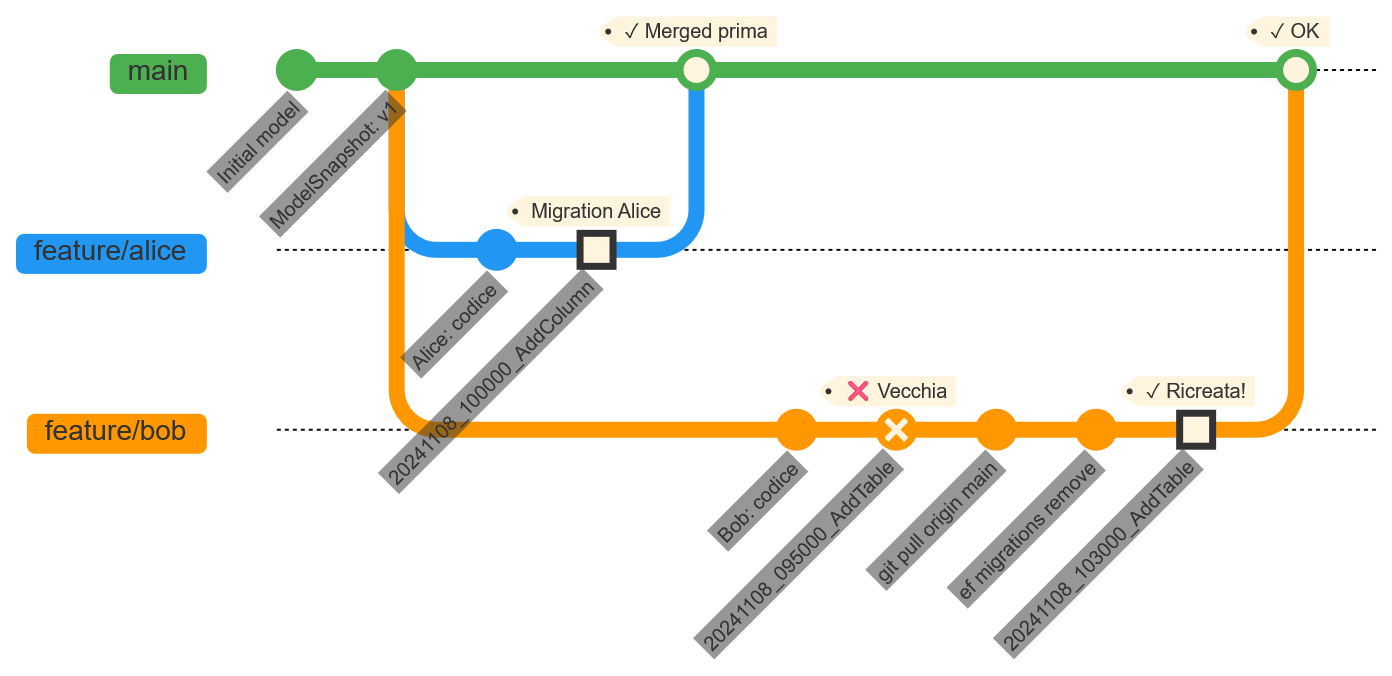 ✓ Merged prima
✓ OK
main
Initial model
ModelSnapshot: v1
Migration Alice
feature/alice
Alice: codice
20241108_100000_AddColumn
❌ Vecchia
✓ Ricreata!
feature/bob
Bob: codice
20241108_095000_AddTable
git pull origin main
ef migrations remove
20241108_103000_AddTable